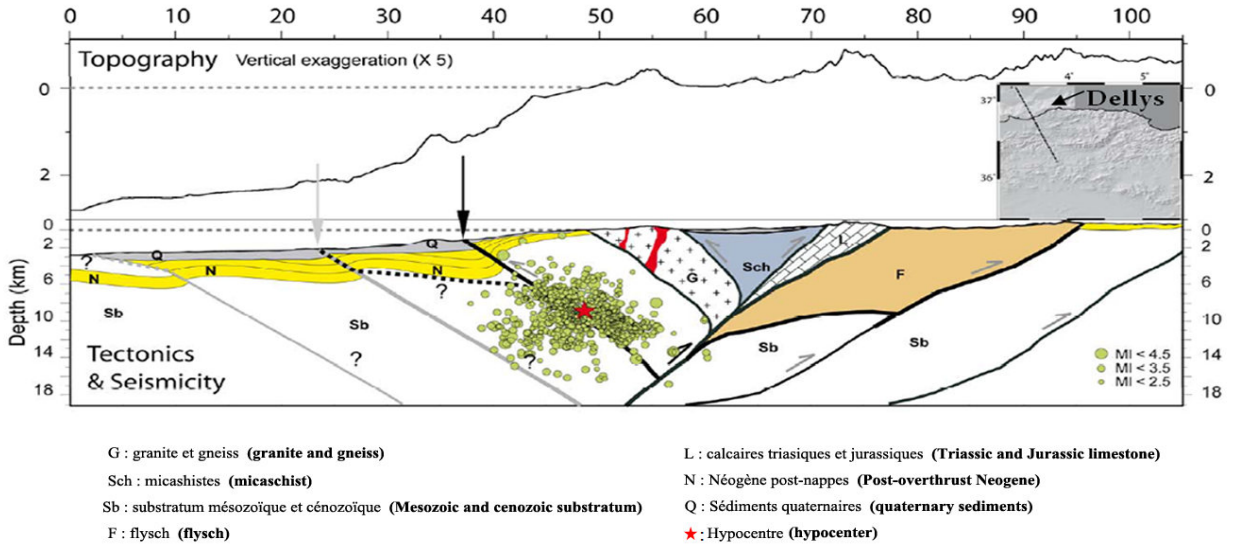 0 10 20 30 40 50 60 70 80 90 100
Topography Vertical exaggeration (X 5)
4° 5°
37°
Dellys
36°
0 0
2 2
0 0
2 2
6 6
10 10
14 14
18 18
Depth (km)
Q Q
? N N N
? ? ?
?
Sb Sb Sb Sb
G Sch L F
Tectonics
& Seismicity
Ml < 4.5
Ml < 3.5
Ml < 2.5
G : granite et gneiss (granite and gneiss)
Sch : micashistes (micaschist)
Sb : substratum mésozoïque et cénozoïque (Mesozoic and cenozoic substratum)
F : flysch (flysch)
L : calcaires triasiques et jurassiques (Triassic and Jurassic limestone)
N : Néogène post-nappes (Post-overthrust Neogene)
Q : Sédiments quaternaires (quaternary sediments)
★ : Hypocentre (hypocenter)